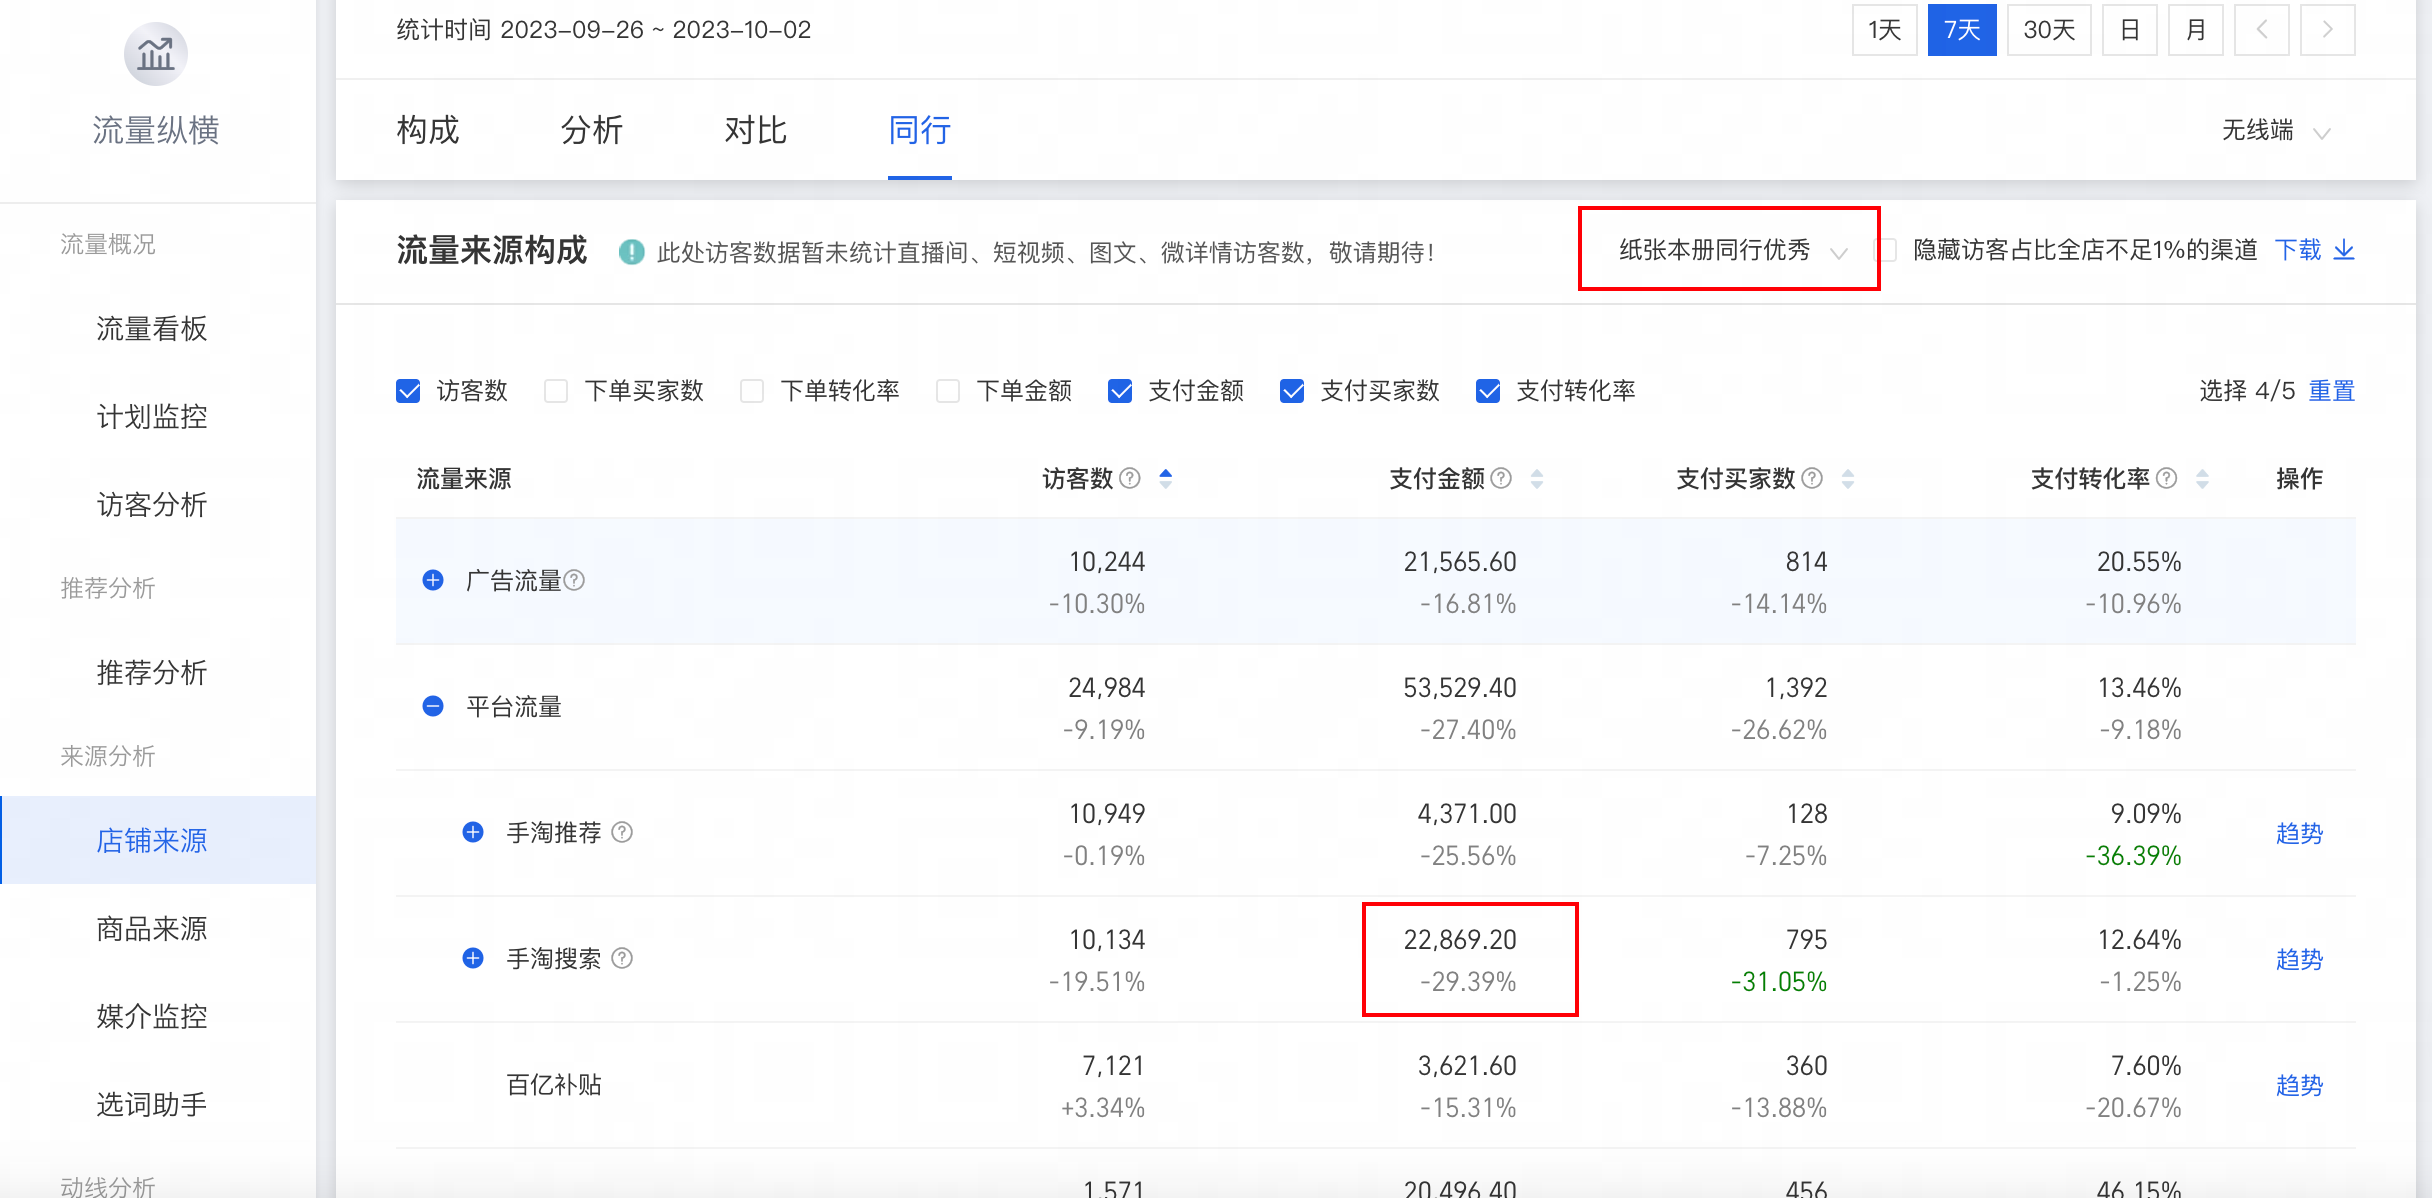 流量纵横
流量概况
流量看板
计划监控
访客分析
推荐分析
推荐分析
来源分析
店铺来源
商品来源
媒介监控
选词助手
动线分析
统计时间 2023-09-26 ~ 2023-10-02
1天 7天 30天 日 月
构成 分析 对比 同行 无线端
流量来源构成 此处访客数据暂未统计直播间、短视频、图文、微详情访客数，敬请期待！ 纸张本册同行优秀 隐藏访客占比全店不足1%的渠道 下载
访客数 下单买家数 下单转化率 下单金额 支付金额 支付买家数 支付转化率 选择 4/5 重置
流量来源 访客数 支付金额 支付买家数 支付转化率 操作
广告流量 10,244 21,565.60 814 20.55%
-10.30% -16.81% -14.14% -10.96%
平台流量 24,984 53,529.40 1,392 13.46%
-9.19% -27.40% -26.62% -9.18%
手淘推荐 10,949 4,371.00 128 9.09% 趋势
-0.19% -25.56% -7.25% -36.39%
手淘搜索 10,134 22,869.20 795 12.64% 趋势
-19.51% -29.39% -31.05% -1.25%
百亿补贴 7,121 3,621.60 360 7.60% 趋势
+3.34% -15.31% -13.88% -20.67%
1,571 20,496.40 456 46.15%